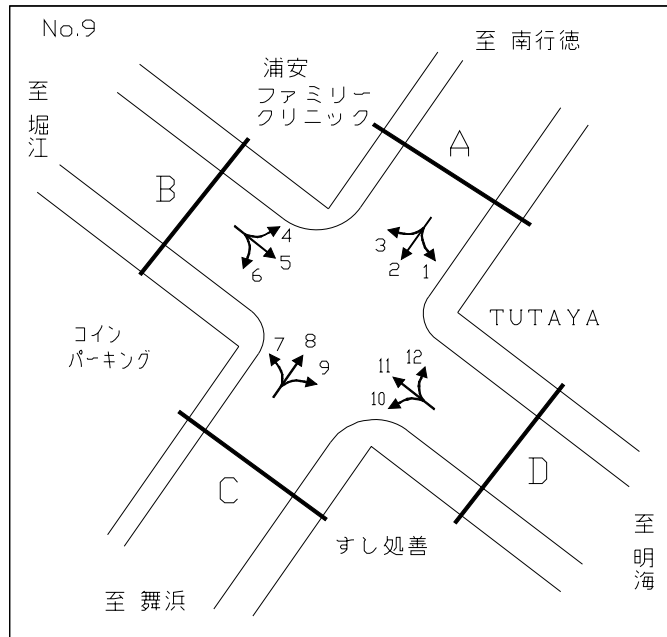 No.9
至 南行徳
浦安
ファミリー
クリニック
至 堀江
A
B
3
2
1
4
5
6
TUTAYA
コイン
パーキング
7
8
9
12
11
10
C
D
すし処善
至 明海
至 舞浜